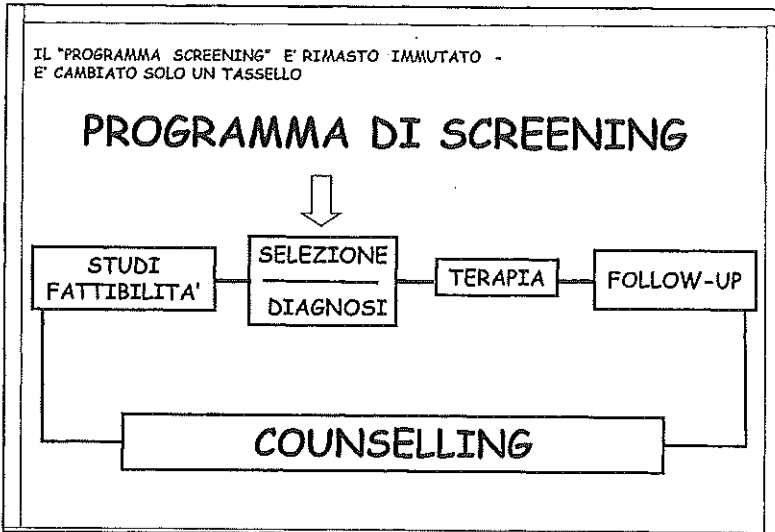 IL "PROGRAMMA SCREENING" E' RIMASTO IMMUTATO -
E' CAMBIATO SOLO UN TASSELLO
PROGRAMMA DI SCREENING
STUDI
FATTIBILITA'
SELEZIONE
DIAGNOSI
TERAPIA
FOLLOW-UP
COUNSELLING